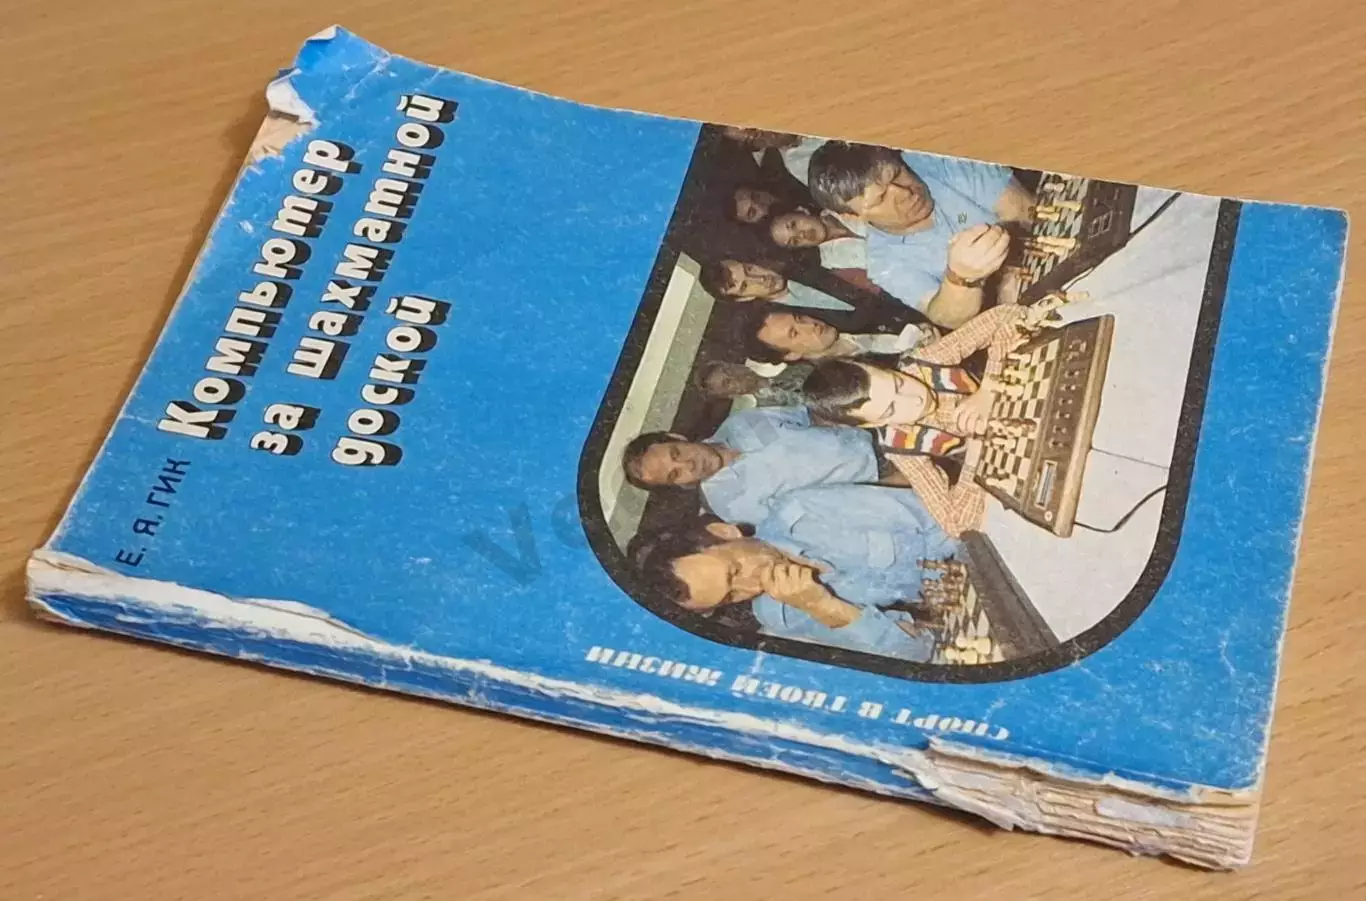 Е. Я. ГИК
Компьютер
за шахматной
доской
СПОРТ В ТВОЕЙ ЖИЗНИ